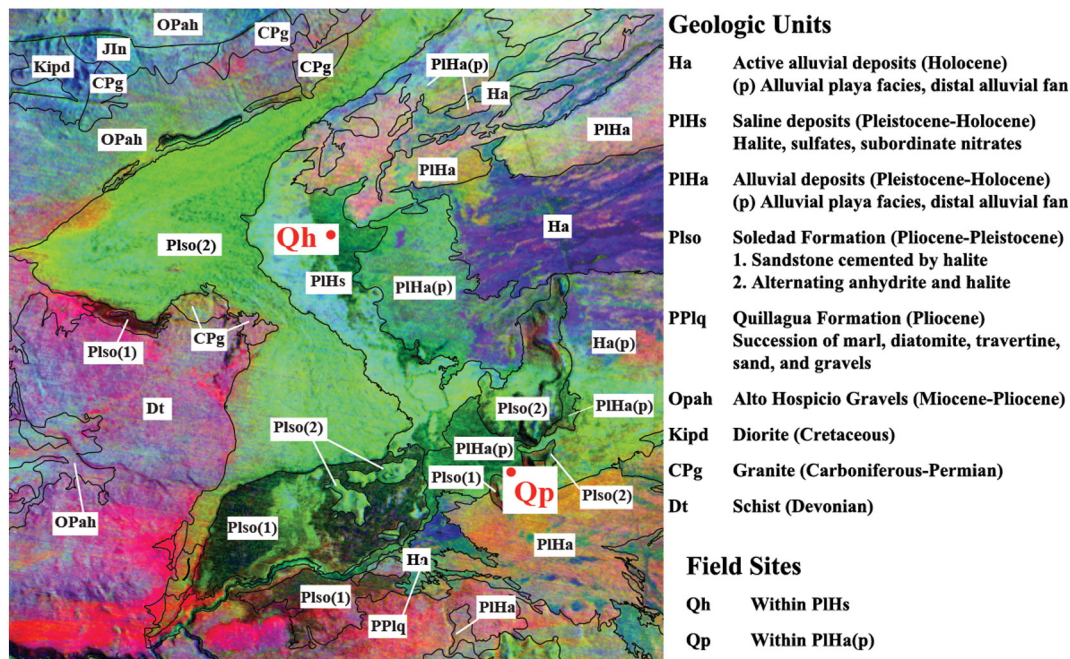 OPah
CPg
JIn
Kipd
CPg
CPg
PlHa(p)
Ha
OPah
PlHa
PlHa
Ha
Plso(2)
Qh
PlHs
PlHa(p)
CPg
Plso(1)
Ha(p)
Dt
Plso(2)
PlHa(p)
Plso(2)
PlHa(p)
Plso(1)
Qp
Plso(2)
OPah
Plso(1)
PlHa
Ha
Plso(1)
PlHa
PPlq
Geologic Units
Ha Active alluvial deposits (Holocene)
(p) Alluvial playa facies, distal alluvial fan
PlHs Saline deposits (Pleistocene-Holocene)
Halite, sulfates, subordinate nitrates
PlHa Alluvial deposits (Pleistocene-Holocene)
(p) Alluvial playa facies, distal alluvial fan
Plso Soledad Formation (Pliocene-Pleistocene)
1. Sandstone cemented by halite
2. Alternating anhydrite and halite
PPlq Quillagua Formation (Pliocene)
Succession of marl, diatomite, travertine,
sand, and gravels
Opah Alto Hospicio Gravels (Miocene-Pliocene)
Kipd Diorite (Cretaceous)
CPg Granite (Carboniferous-Permian)
Dt Schist (Devonian)
Field Sites
Qh Within PlHs
Qp Within PlHa(p)